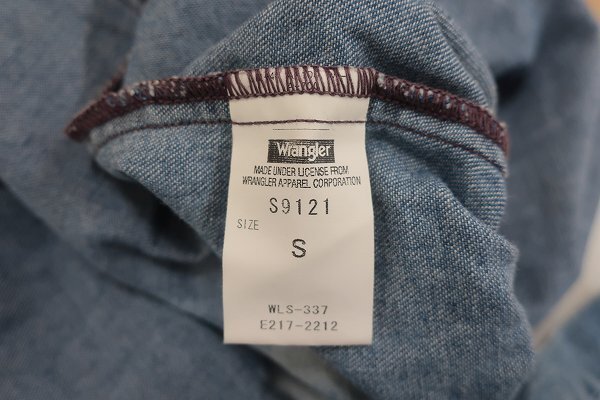 Wrangler
MADE UNDER LICENSE FROM
WRANGLER APPAREL CORPORATION
S9121
SIZE
S
WLS-337
E217-2212